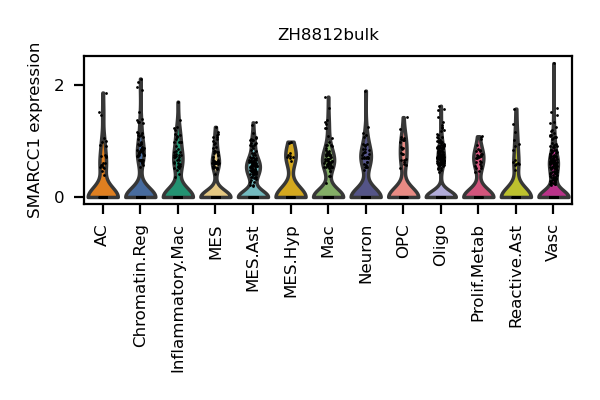 ZH8812bulk
SMARCC1 expression
2
0
AC
Chromatin.Reg
Inflammatory.Mac
MES
MES.Ast
MES.Hyp
Mac
Neuron
OPC
Oligo
Prolif.Metab
Reactive.Ast
Vasc